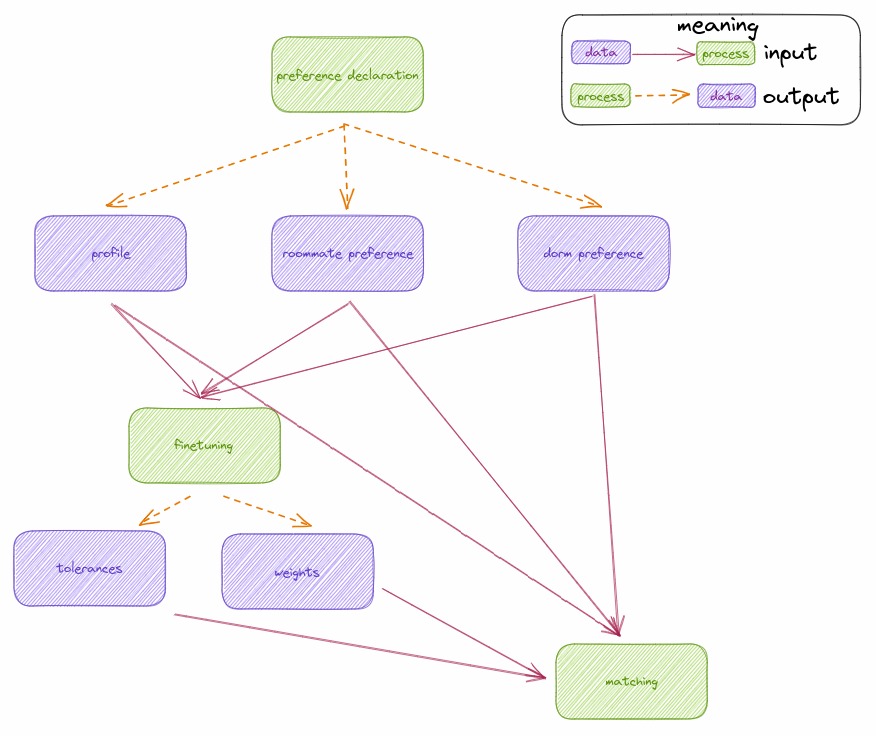 meaning
data
process
input
process
data
output
preference declaration
profile
roommate preference
dorm preference
finetuning
tolerances
weights
matching